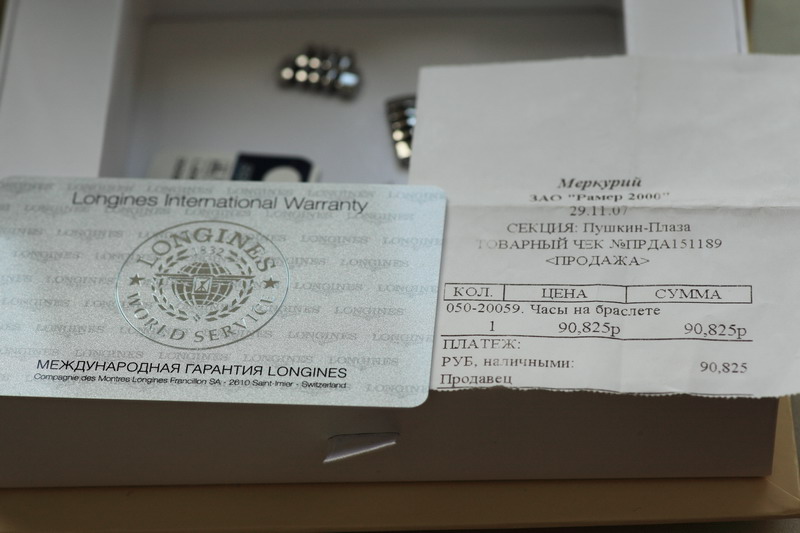 Longines International Warranty
LONGINES
1832
WORLD SERVICE
МЕЖДУНАРОДНАЯ ГАРАНТИЯ LONGINES
Compagnie des Montres Longines Francillon SA - 2610 Saint-Imier - Switzerland
Меркурий
ЗАО "Рамер 2000"
29.11.07
СЕКЦИЯ: Пушкин-Плаза
ТОВАРНЫЙ ЧЕК №ПРДА151189
<ПРОДАЖА>
КОЛ. ЦЕНА СУММА
050-20059. Часы на браслете
1 90,825р 90,825р
ПЛАТЕЖ:
РУБ, наличными: 90,825
Продавец